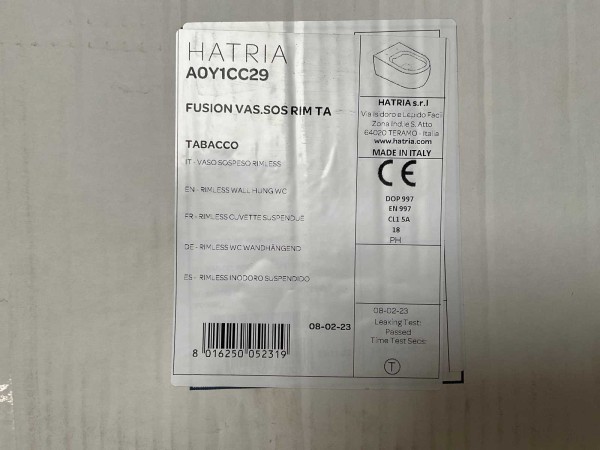 HATRIA
A0Y1CC29
FUSION VAS.SOS RIM TA
TABACCO
IT - VASO SOSPESO RIMLESS
EN - RIMLESS WALL HUNG WC
FR - RIMLESS CUVETTE SUSPENDUE
DE - RIMLESS WC WANDHÄNGEND
ES - RIMLESS INODORO SUSPENDIDO
08-02-23
8 016250 052319
HATRIA s.r.l
Via Isidoro e Lepido Faci
Zona Ind.le S. Atto
64020 TERAMO - Italia
www.hatria.com
MADE IN ITALY
CE
DOP 997
EN 997
CL1 5A
18
PH
08-02-23
Leaking Test:
Passed
Time Test Secs:
T